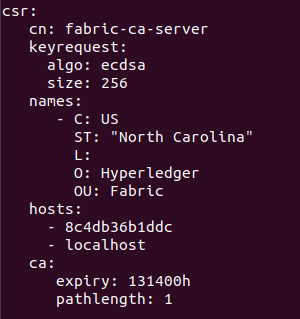 csr:
   cn: fabric-ca-server
   keyrequest:
     algo: ecdsa
     size: 256
   names:
      - C: US
        ST: "North Carolina"
        L:
        O: Hyperledger
        OU: Fabric
   hosts:
     - 8c4db36b1ddc
     - localhost
   ca:
      expiry: 131400h
      pathlength: 1